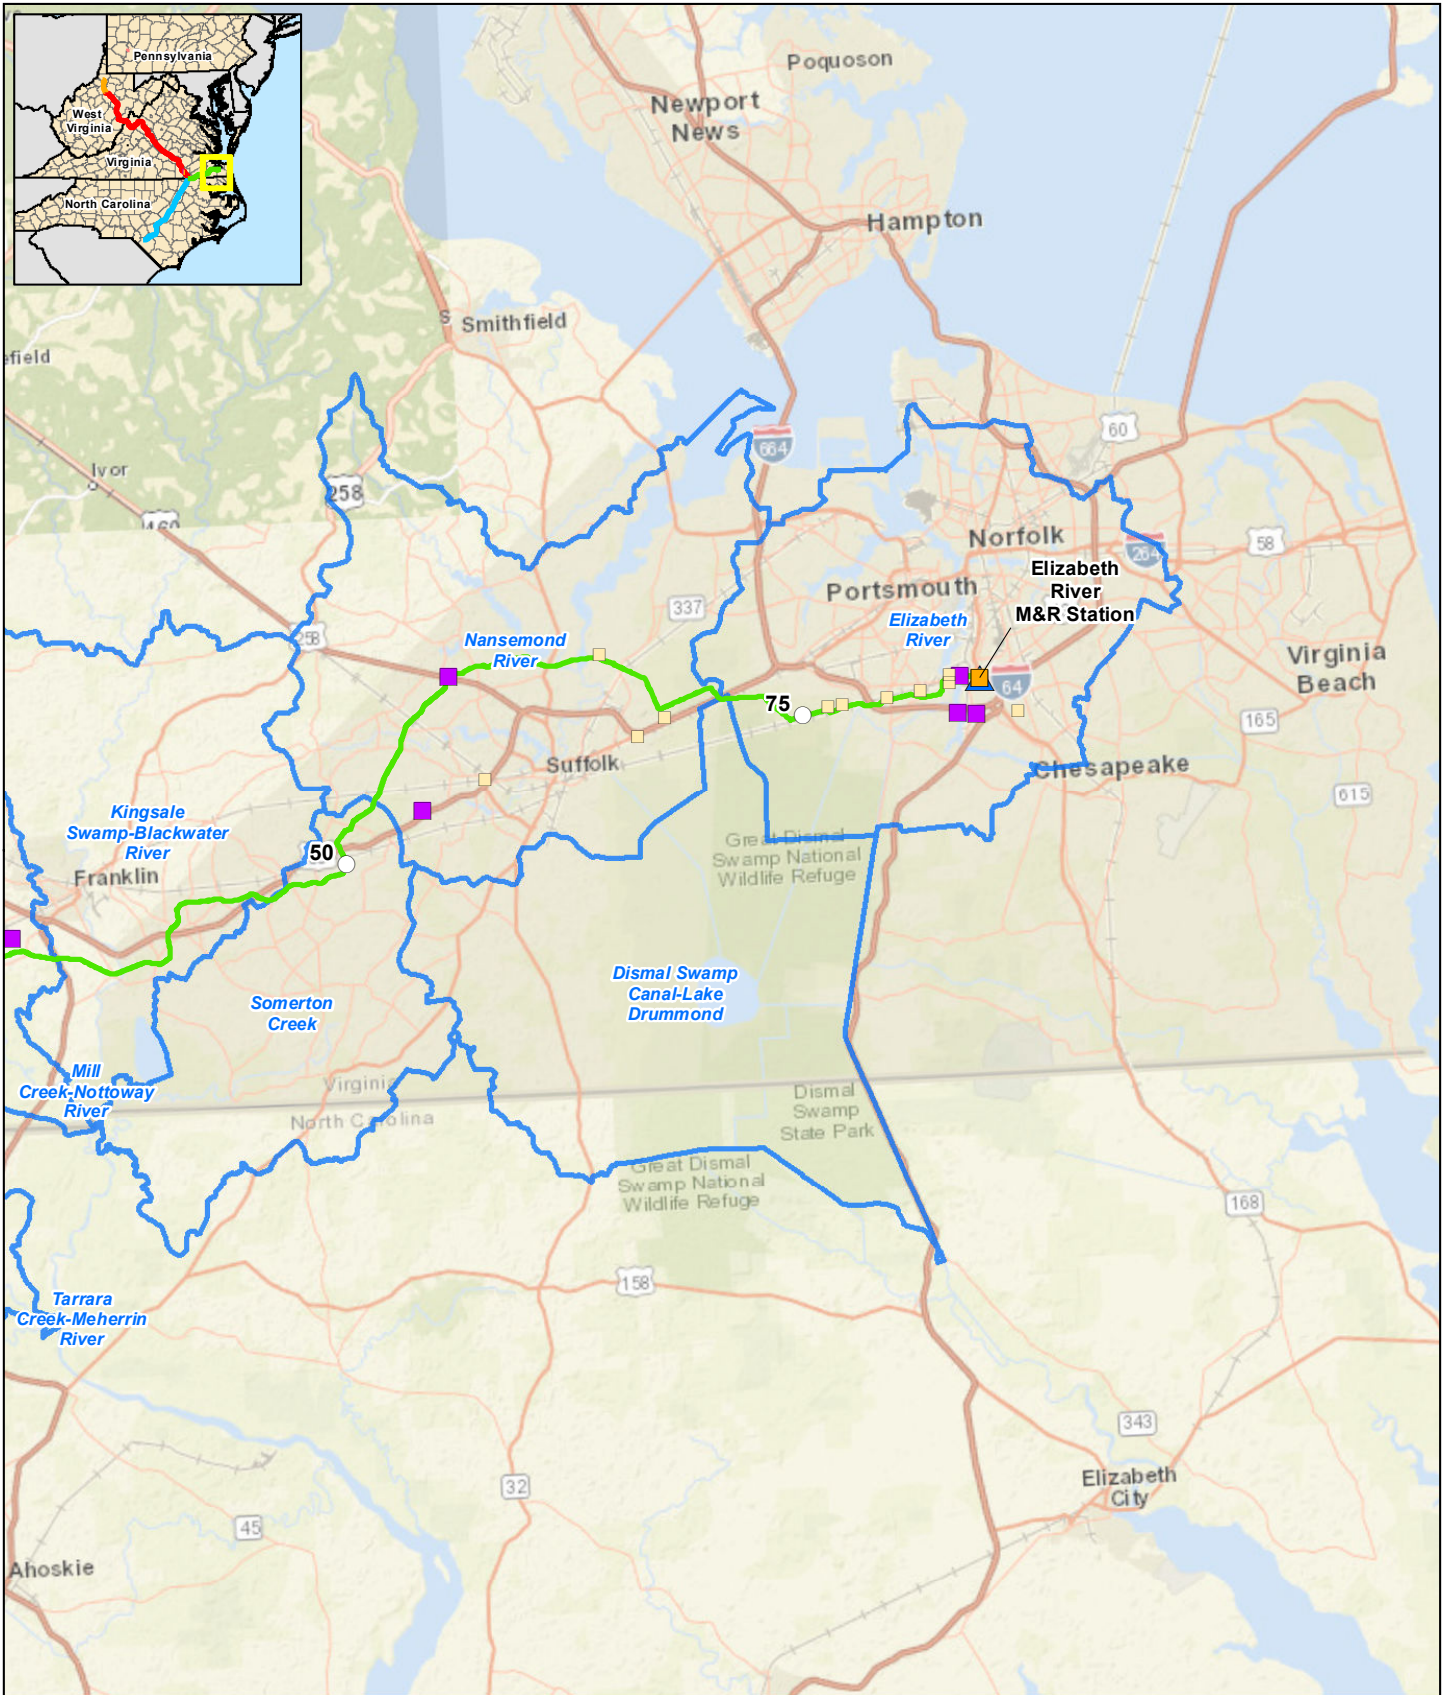 Pennsylvania
West
Virginia
Virginia
North Carolina
Poquoson
Newport
News
Hampton
S
Smithfield
efield
60
664
Ivor
258
460
Norfolk
58
264
Elizabeth
River
M&R Station
Portsmouth
337
Elizabeth
River
258
Nansemond
River
Virginia
Beach
64
75
165
Suffolk
Chesapeake
615
Kingsale
Swamp-Blackwater
River
50
Great Dismal
Swamp National
Wildlife Refuge
Franklin
Dismal Swamp
Canal-Lake
Drummond
Somerton
Creek
Mill
Creek-Nottoway
River
Virginia
North Carolina
Dismal
Swamp
State Park
Great Dismal
Swamp National
Wildlife Refuge
168
158
Tarrara
Creek-Meherrin
River
343
32
Elizabeth
City
45
Ahoskie